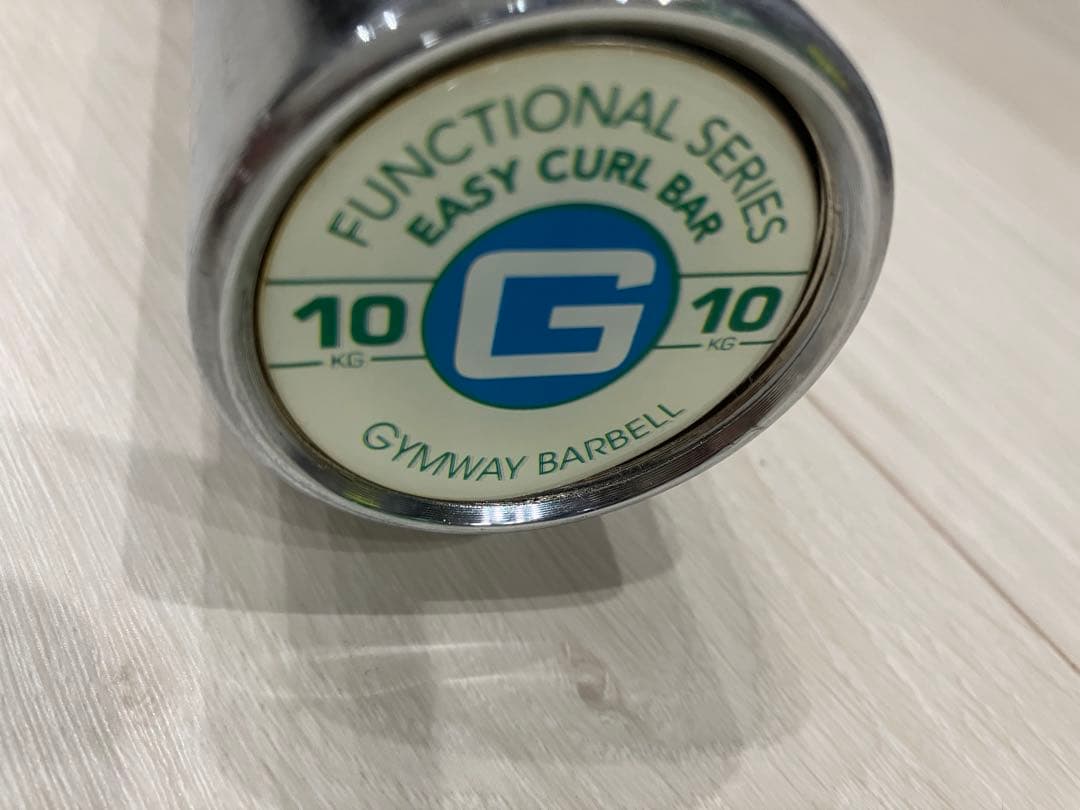 FUNCTIONAL SERIES
EASY CURL BAR
10 KG
G
10 KG
GYMWAY BARBELL